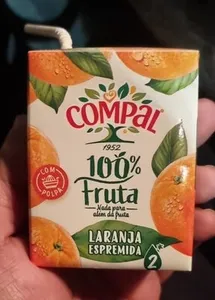 COMPAL
1952
100%
Fruta
Nada para
além da fruta
COM
POLPA
LARANJA
ESPREMIDA
2